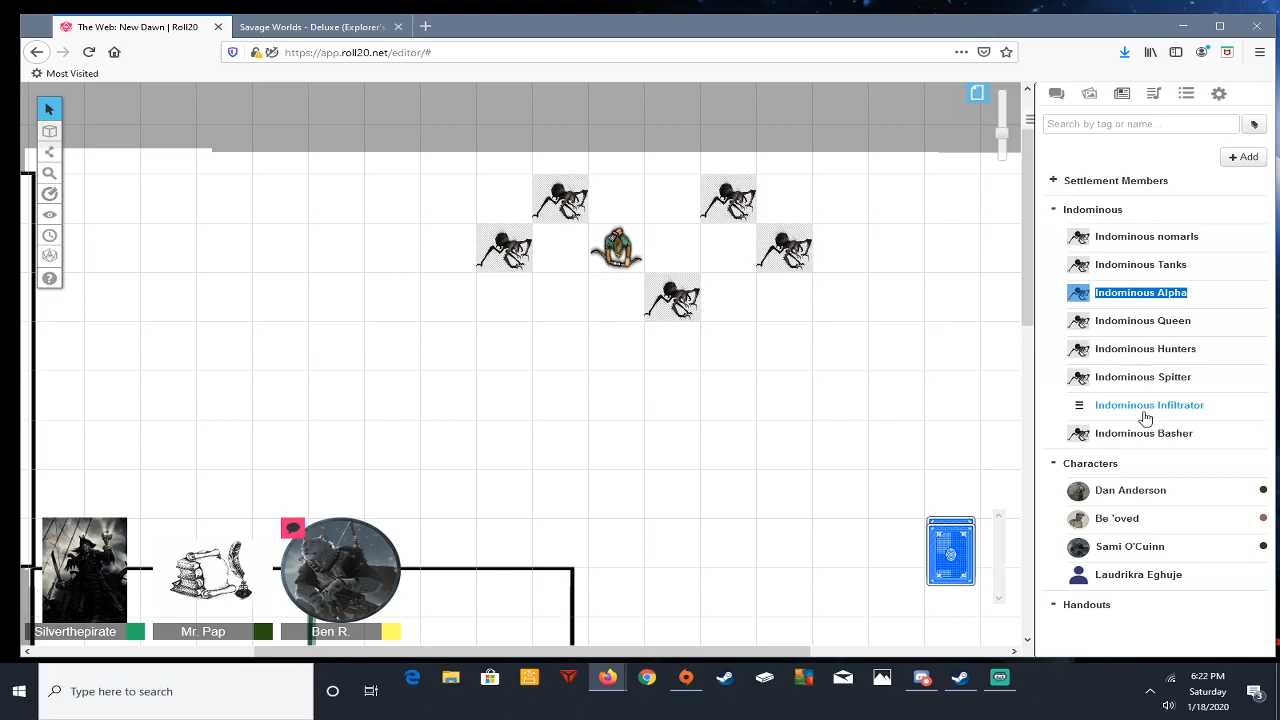 The Web: New Dawn | Roll20
Savage Worlds - Deluxe (Explorer's
https://app.roll20.net/editor/#
Most Visited
Search by tag or name...
+ Add
Settlement Members
Indominous
Indominous nomarls
Indominous Tanks
Indominous Alpha
Indominous Queen
Indominous Hunters
Indominous Spitter
Indominous Infiltrator
Indominous Basher
Characters
Dan Anderson
Be 'oved
Sami O'Cuinn
Laudrikra Eghuje
Handouts
Silverthepirate
Mr. Pap
Ben R.
Type here to search
6:22 PM
Saturday
1/18/2020
3